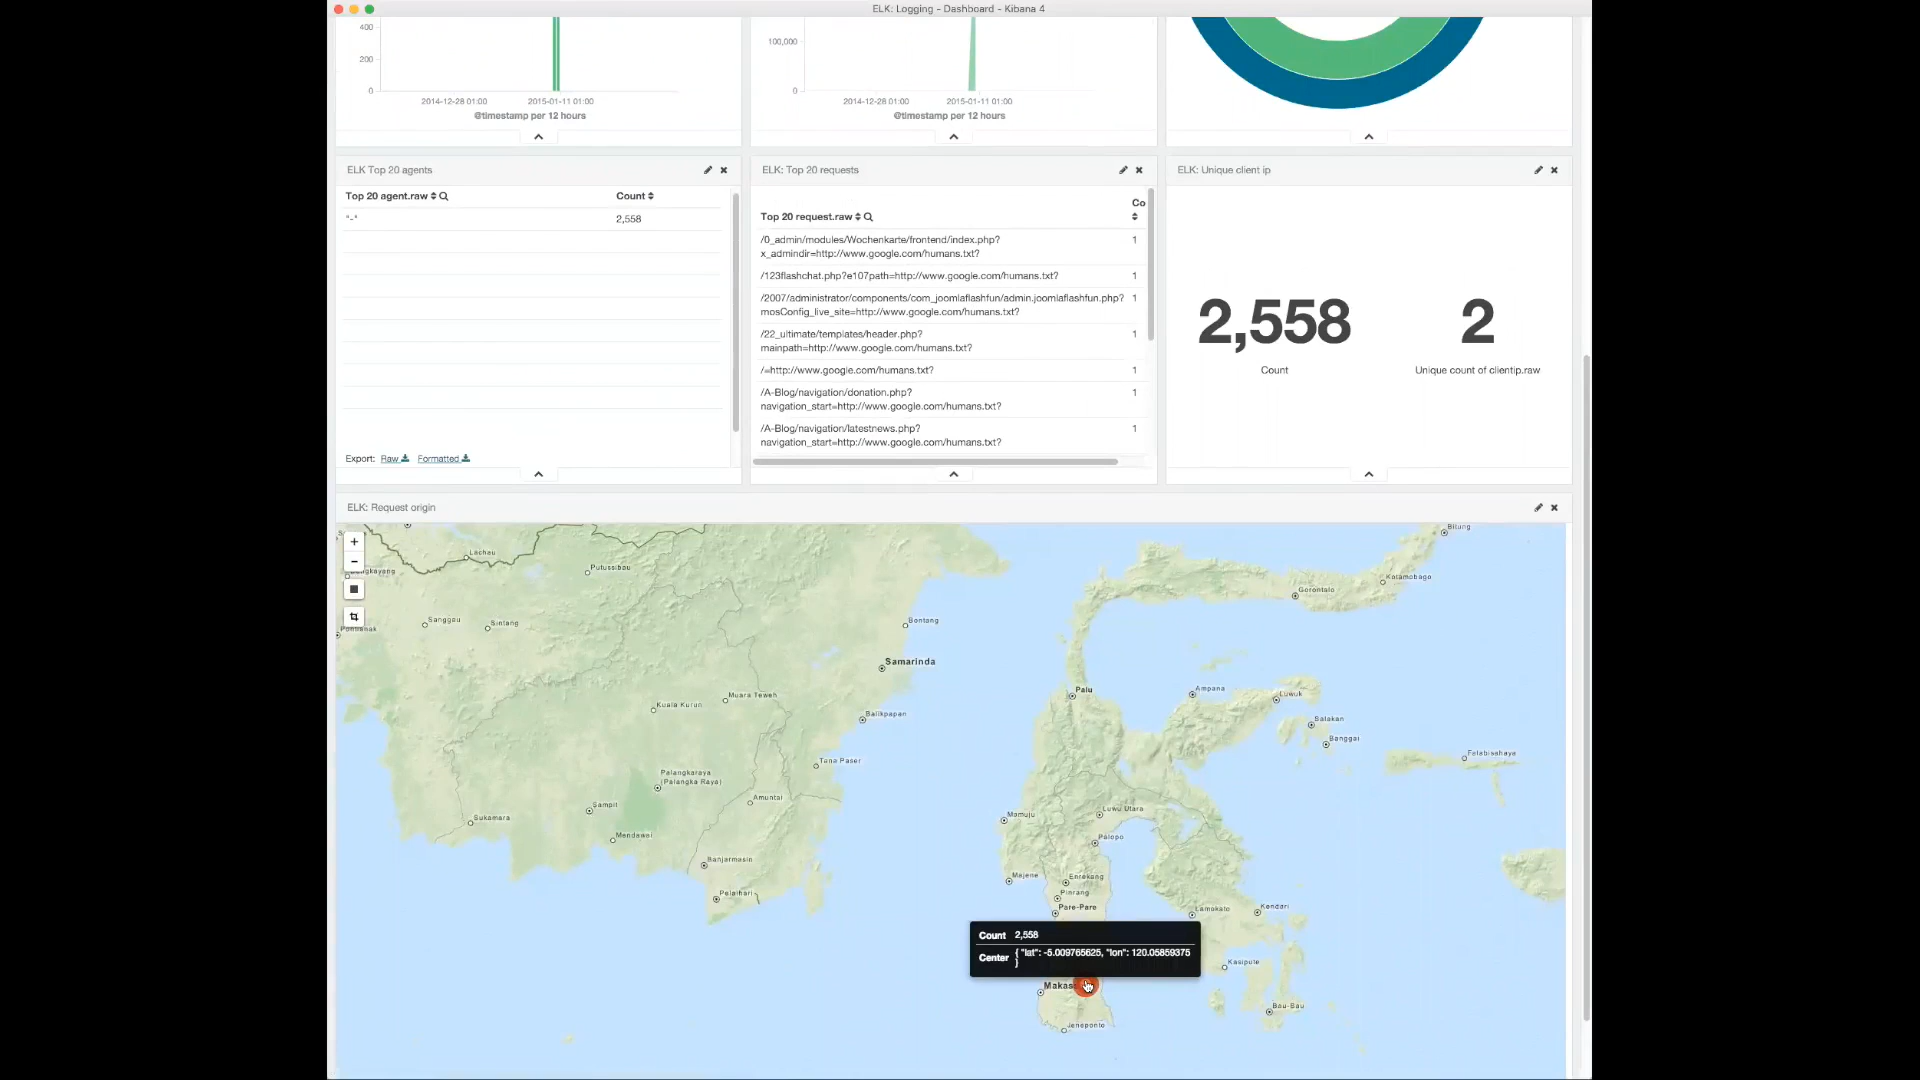 ELK: Logging - Dashboard - Kibana 4
400
200
0
2014-12-28 01:00
2015-01-11 01:00
@timestamp per 12 hours
100,000
0
2014-12-28 01:00
2015-01-11 01:00
@timestamp per 12 hours
ELK Top 20 agents
Top 20 agent.raw
Count
"-"
2,558
Export: Raw Formatted
ELK: Top 20 requests
Top 20 request.raw
Co
/0_admin/modules/Wochenkarte/frontend/index.php?
x_admindir=http://www.google.com/humans.txt?
1
/123flashchat.php?e107path=http://www.google.com/humans.txt?
1
/2007/administrator/components/com_joomlaflashfun/admin.joomlaflashfun.php?
mosConfig_live_site=http://www.google.com/humans.txt?
1
/22_ultimate/templates/header.php?
mainpath=http://www.google.com/humans.txt?
1
/=http://www.google.com/humans.txt?
1
/A-Blog/navigation/donation.php?
navigation_start=http://www.google.com/humans.txt?
1
/A-Blog/navigation/latestnews.php?
navigation_start=http://www.google.com/humans.txt?
1
ELK: Unique client ip
2,558
Count
2
Unique count of clientip.raw
ELK: Request origin
+
−
Bitung
Lachau
Putussibau
Kotamobago
Gorontalo
Sanggau
Sintang
Bontang
Samarinda
Palu
Ampana
Luwuk
Muara Teweh
Kuala Kurun
Balikpapan
Salakan
Banggai
Tana Paser
Fatabisahaya
Palangkaraya
(Palangka Raya)
Amuntai
Sampit
Sukamara
Mendawai
Mamuju
Luwu Utara
Palopo
Banjarmasin
Majene
Enrekang
Pinrang
Pelaihari
Pare-Pare
Lamokato
Kendari
Count 2,558
Center { "lat": -5.009765625, "lon": 120.05859375
}
Kasipute
Makas
Bau-Bau
Jeneponto